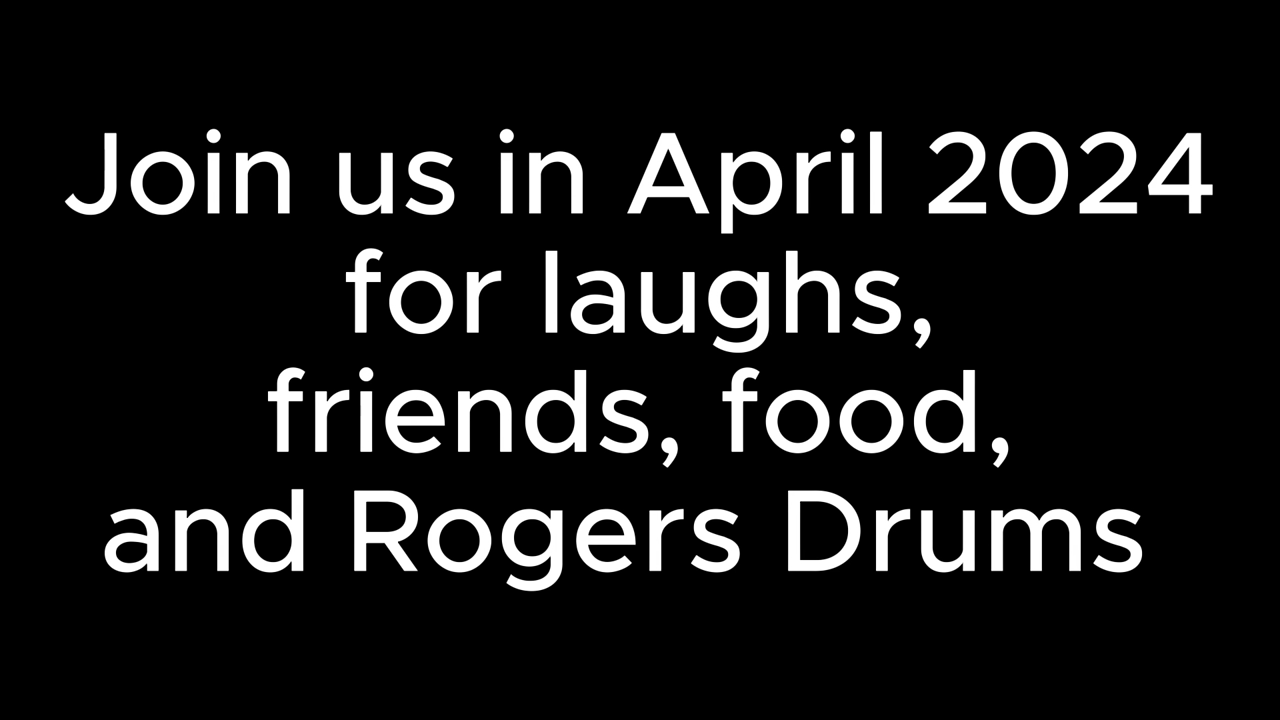 Join us in April 2024
for laughs,
friends, food,
and Rogers Drums